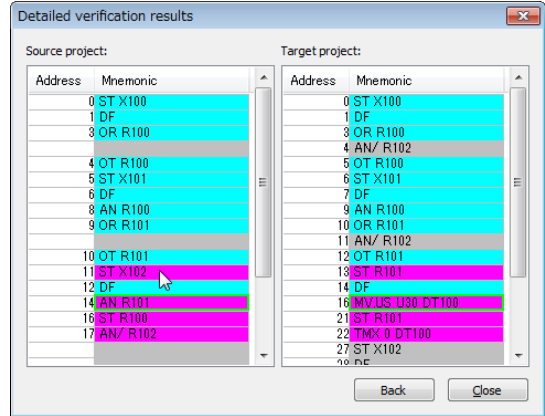 Detailed verification results
Source project:
Target project:
Address Mnemonic
0 ST X100
1 DF
3 OR R100
4 OT R100
5 ST X101
6 DF
8 AN R100
9 OR R101
10 OT R101
11 ST X102
12 DF
14 AN R101
16 ST R100
17 AN/ R102
Address Mnemonic
0 ST X100
1 DF
3 OR R100
4 AN/ R102
5 OT R100
6 ST X101
7 DF
9 AN R100
10 OR R101
11 AN/ R102
12 OT R101
13 ST R101
14 DF
16 MV.US U30 DT100
21 ST R101
22 TMX 0 DT100
27 ST X102
28 DF
Back
Close